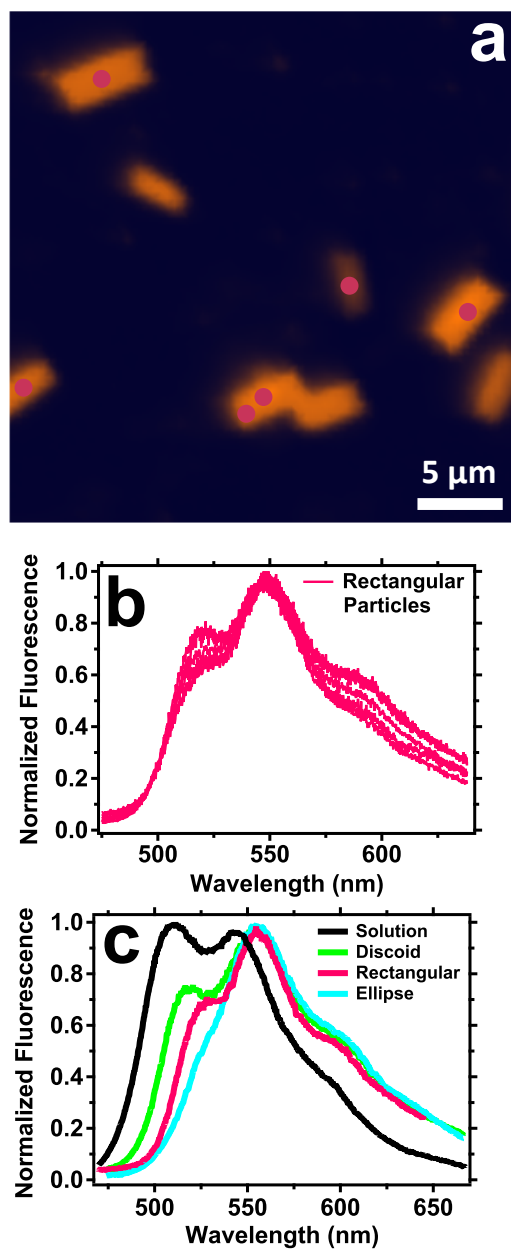 a
5 μm
b
Rectangular
Particles
Normalized Fluorescence
1.0
0.8
0.6
0.4
0.2
0.0
500
550
600
Wavelength (nm)
c
Solution
Discoid
Rectangular
Ellipse
Normalized Fluorescence
1.0
0.8
0.6
0.4
0.2
0.0
500
550
600
650
Wavelength (nm)